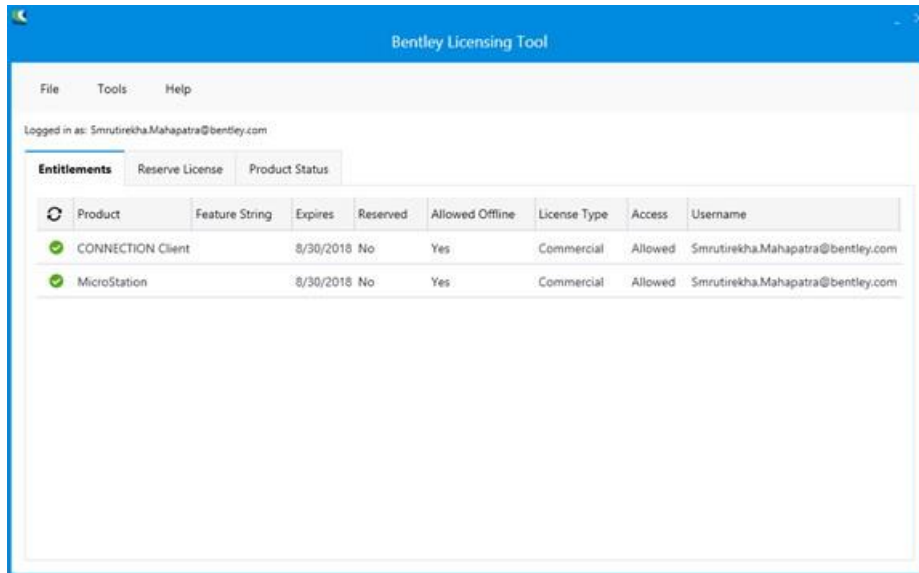 Bentley Licensing Tool
File Tools Help
Logged in as: Smrutirekha.Mahapatra@bentley.com
Entitlements Reserve License Product Status
Product Feature String Expires Reserved Allowed Offline License Type Access Username
CONNECTION Client 8/30/2018 No Yes Commercial Allowed Smrutirekha.Mahapatra@bentley.com
MicroStation 8/30/2018 No Yes Commercial Allowed Smrutirekha.Mahapatra@bentley.com